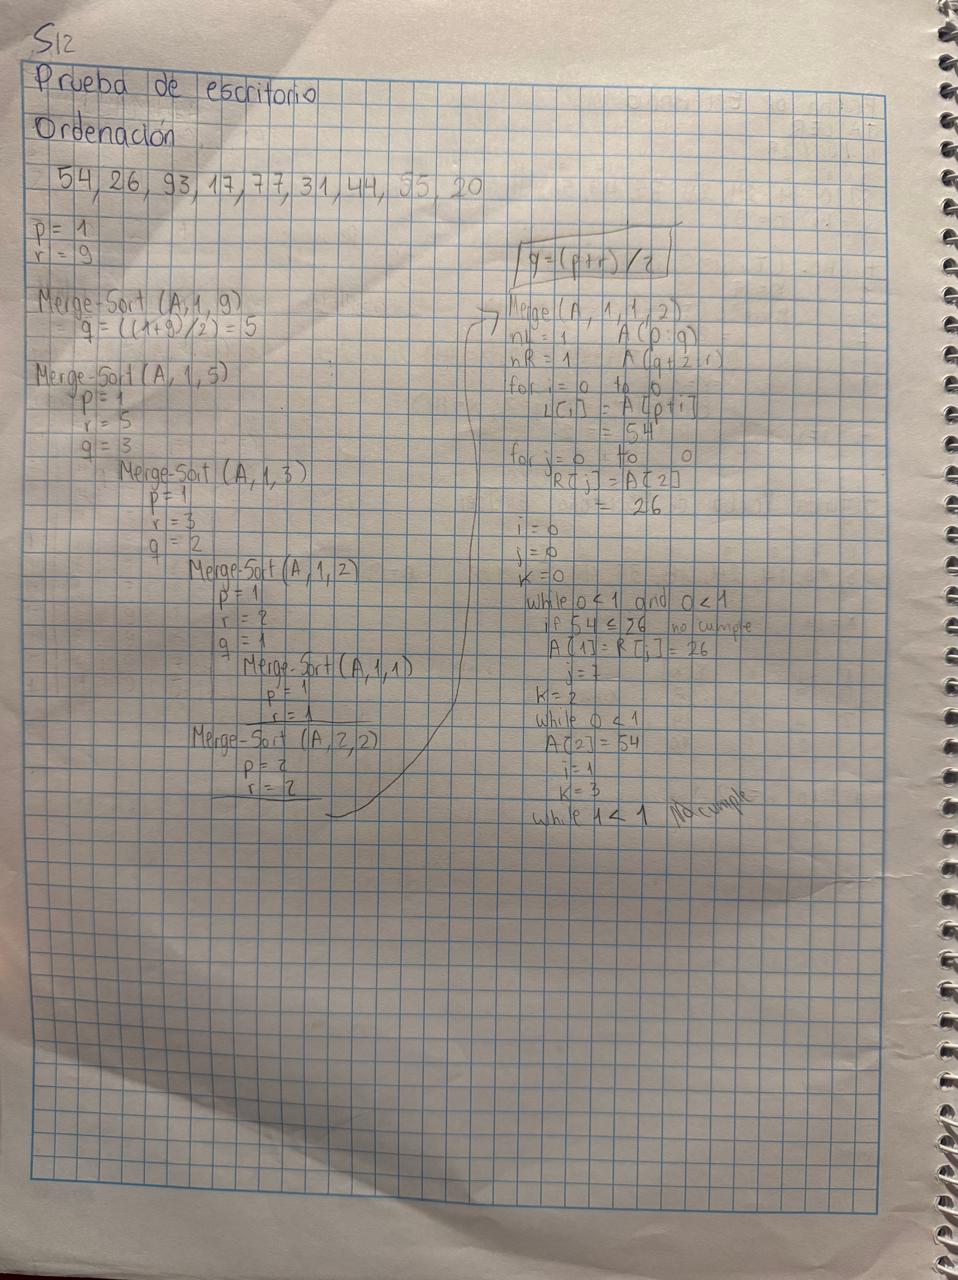 S12
Prueba de escritorio
Ordenación
54, 26, 93, 17, 77, 31, 44, 55, 20
p = 1
r = 9
Merge-Sort (A, 1, 9)
q = ((1+9)/2) = 5
Merge-Sort (A, 1, 5)
p = 1
r = 5
q = 3
Merge-Sort (A, 1, 3)
p = 1
r = 3
q = 2
Merge-Sort (A, 1, 2)
p = 1
r = 2
q = 1
Merge-Sort (A, 1, 1)
p = 1
r = 1
Merge-Sort (A, 2, 2)
p = 2
r = 2
q = (p+r) / 2
Merge (A, 1, 1, 2)
nL = 1 A(p:q)
nR = 1 A(q+2:r)
for i = 0 to 0
L[i] = A[p+i]
= 54
for j = 0 to 0
R[j] = A[2]
= 26
i = 0
j = 0
K = 0
while 0 < 1 and 0 < 1
if 54 ≤ 26 no cumple
A[1] = R[j] = 26
j = 1
K = 2
while 0 < 1
A[2] = 54
i = 1
K = 3
while 1 < 1 No cumple